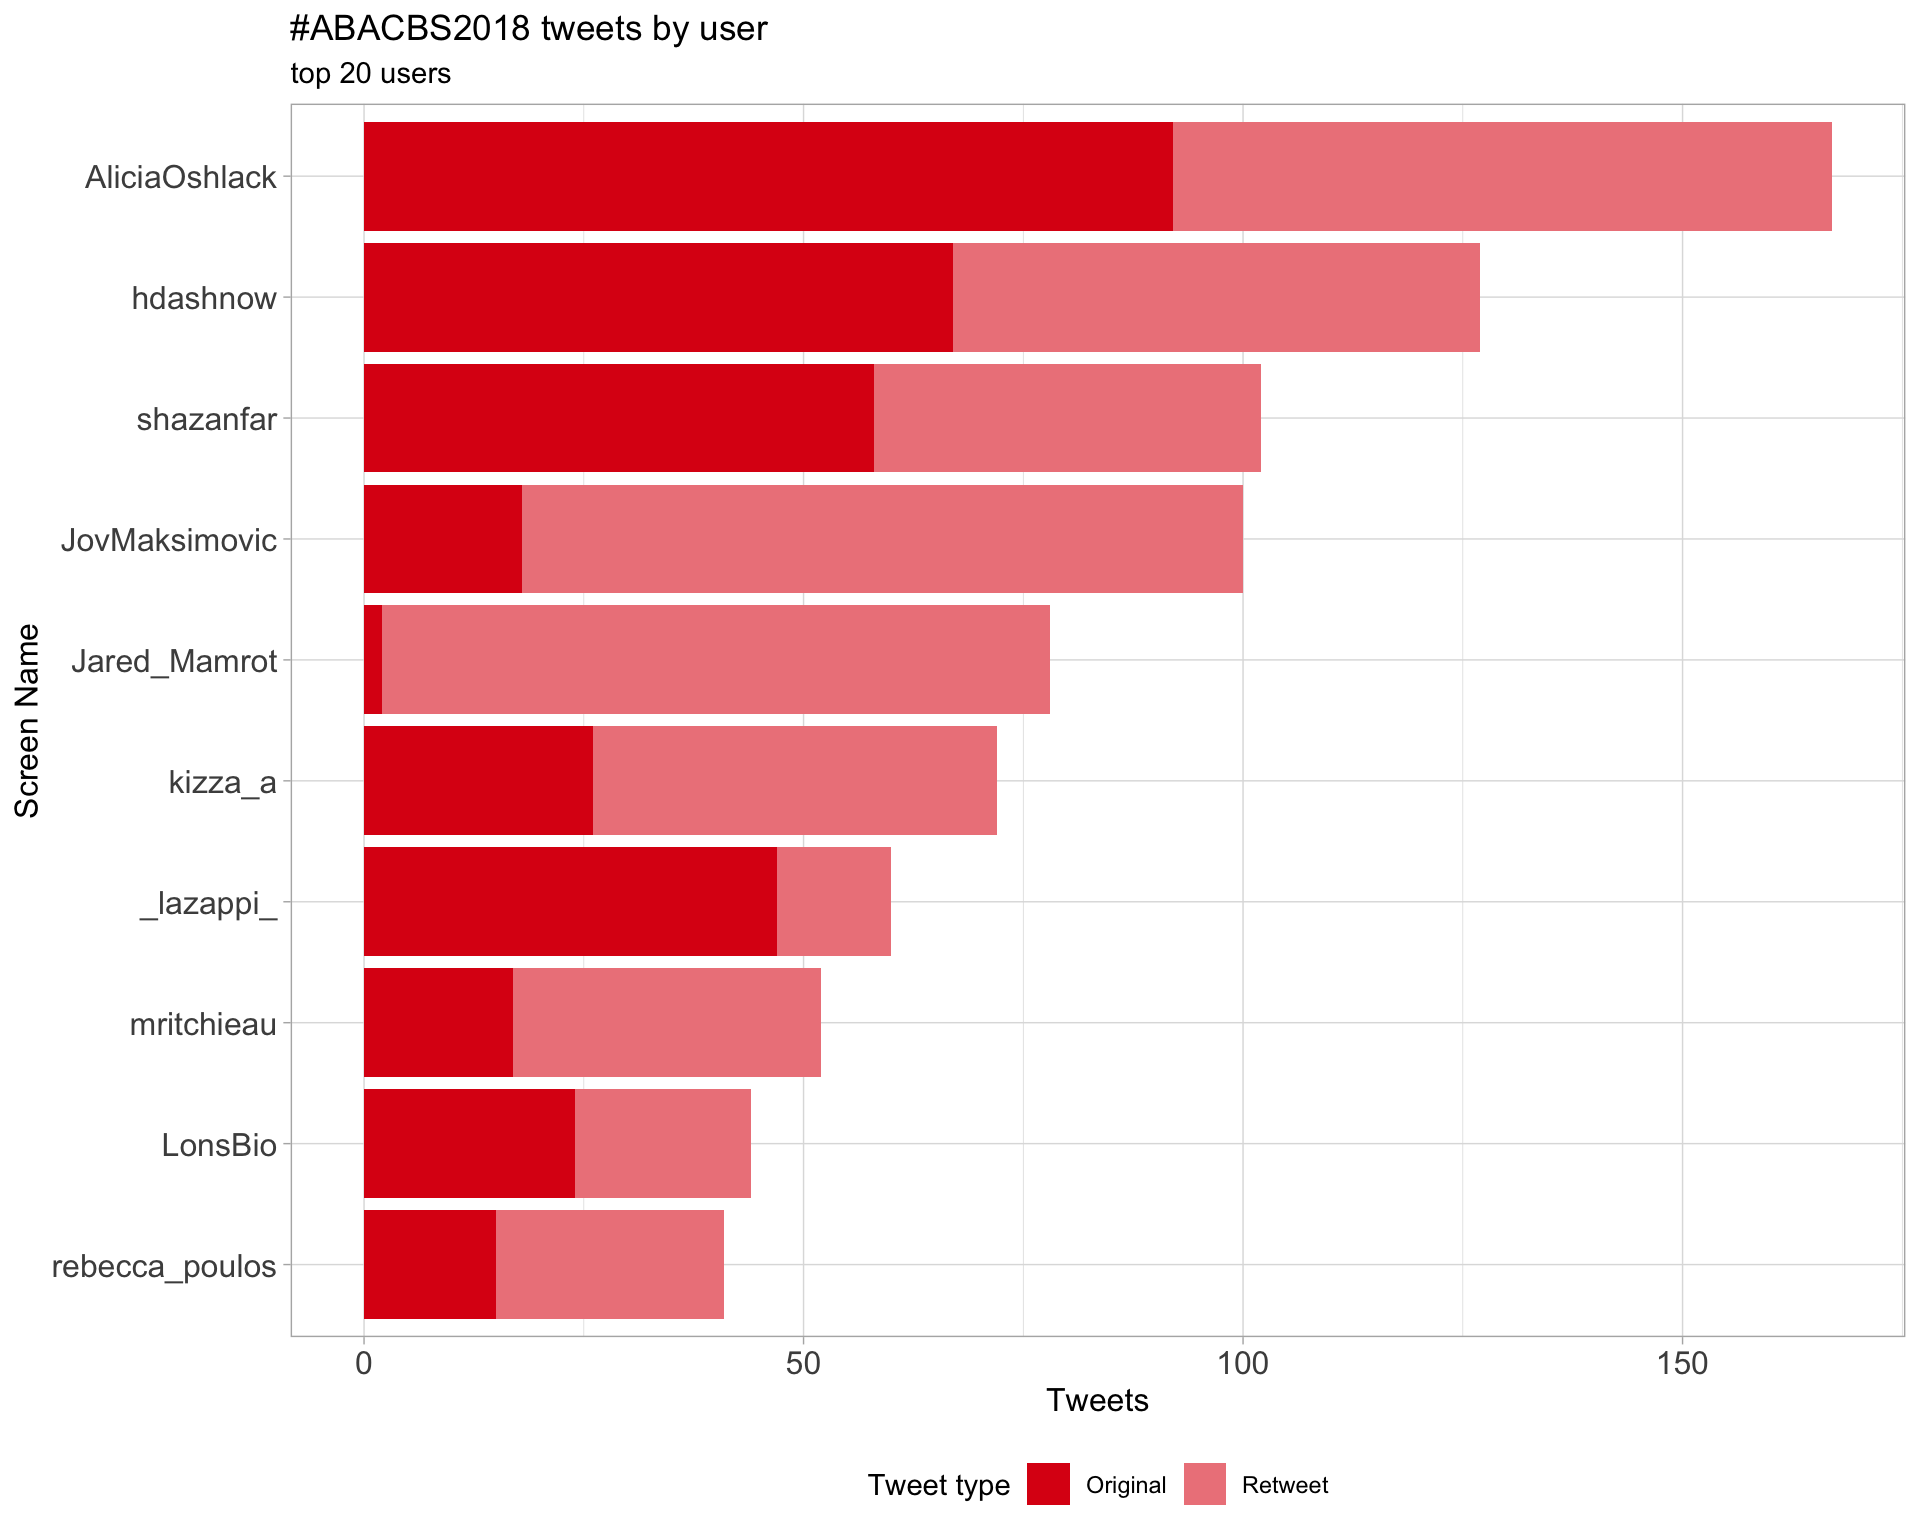 #ABACBS2018 tweets by user
top 20 users
Screen Name
AliciaOshlack
hdashnow
shazanfar
JovMaksimovic
Jared_Mamrot
kizza_a
_lazappi_
mritchieau
LonsBio
rebecca_poulos
0 50 100 150
Tweets
Tweet type Original Retweet